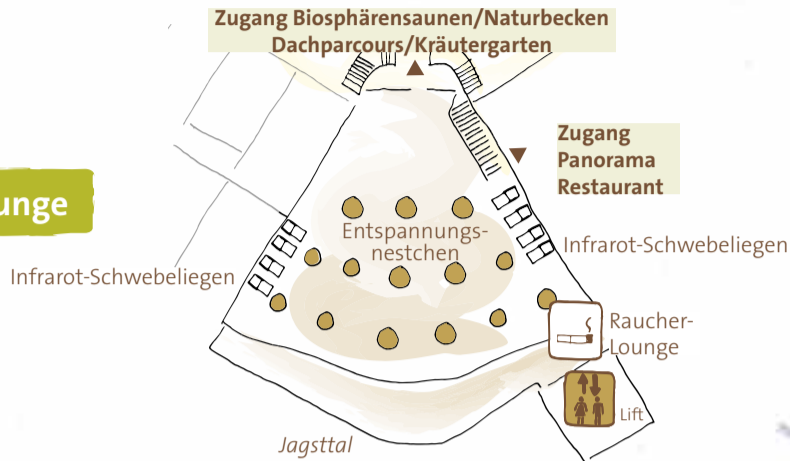 Zugang Biosphärensaunen/Naturbecken
Dachparcours/Kräutergarten
Zugang
Panorama
Restaurant
unge
Entspannungs-
nestchen
Infrarot-Schwebeliegen
Infrarot-Schwebeliegen
Raucher-
Lounge
Lift
Jagsttal